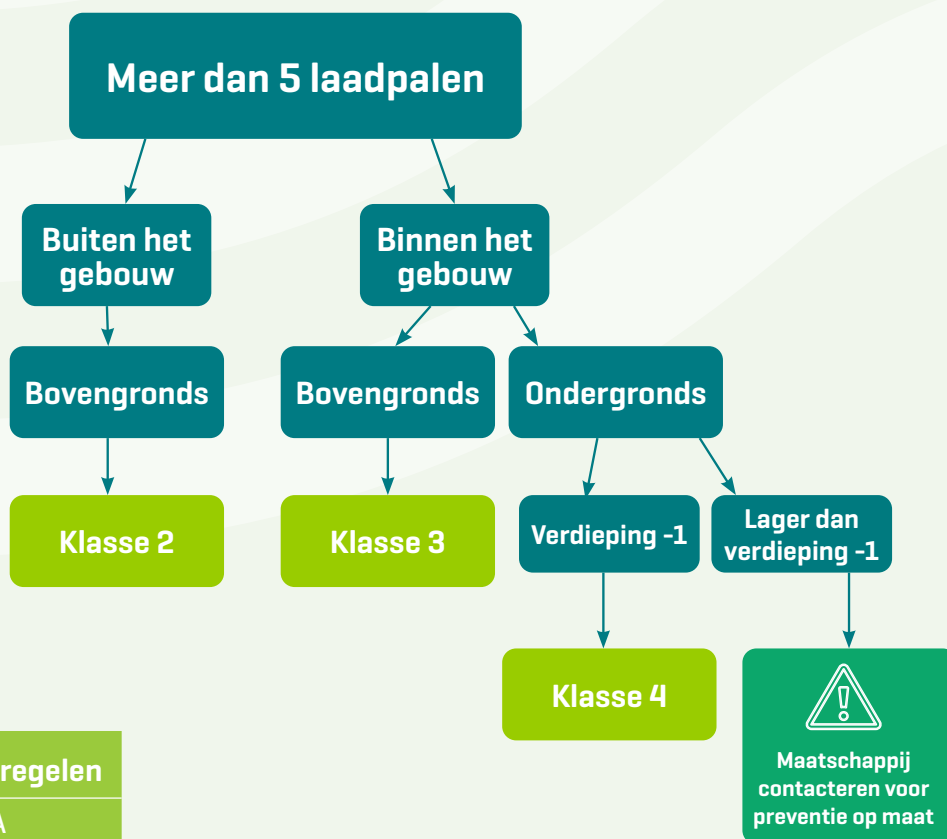 Meer dan 5 laadpalen
Buiten het
gebouw
Binnen het
gebouw
Bovengronds
Bovengronds
Ondergronds
Klasse 2
Klasse 3
Verdieping -1
Lager dan
verdieping -1
Klasse 4
Maatschappij
contacteren voor
preventie op maat
regelen
A